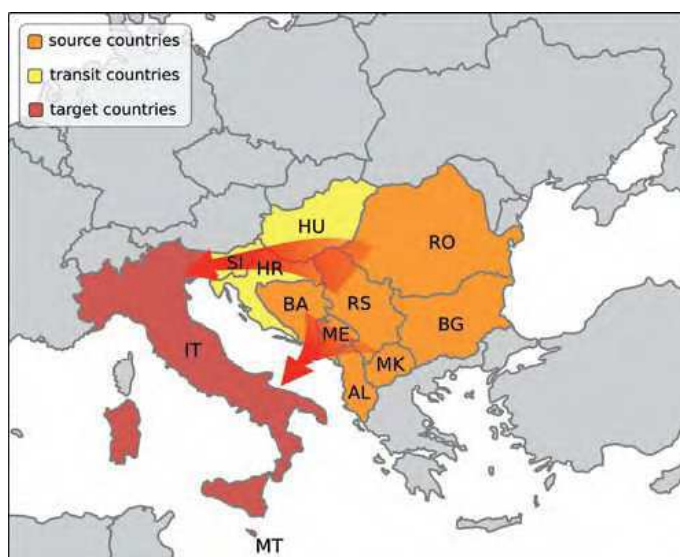 source countries
transit countries
target countries
HU
RO
SI
HR
BA
RS
ME
BG
IT
MK
AL
MT